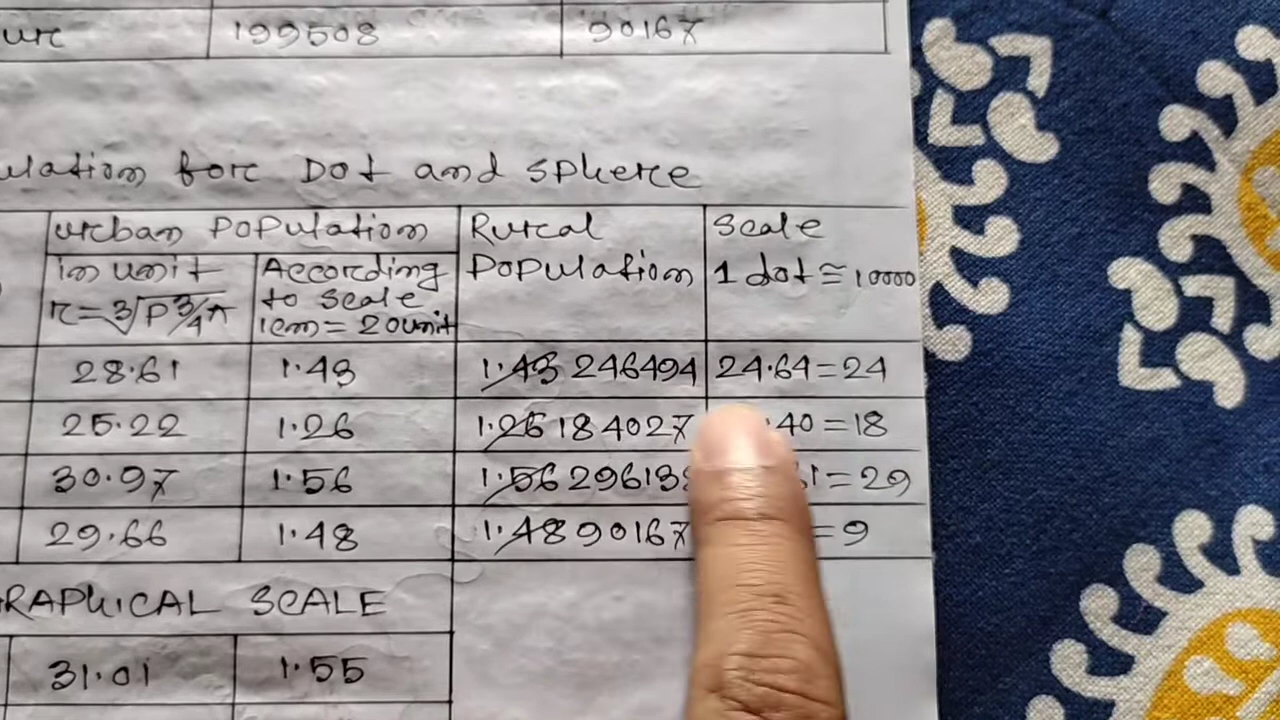 199508 90167
Dot and sphere
urban population Rural Scale
in unit According population 1 dot ≅ 10000
r=3√P3/4π to scale
1cm = 20unit
28.61 1.43 1.43 246494 24.64=24
25.22 1.26 1.26 184027 .40=18
30.97 1.56 1.56 29613 =29
29.66 1.48 1.48 90167 =9
SCALE
31.01 1.55